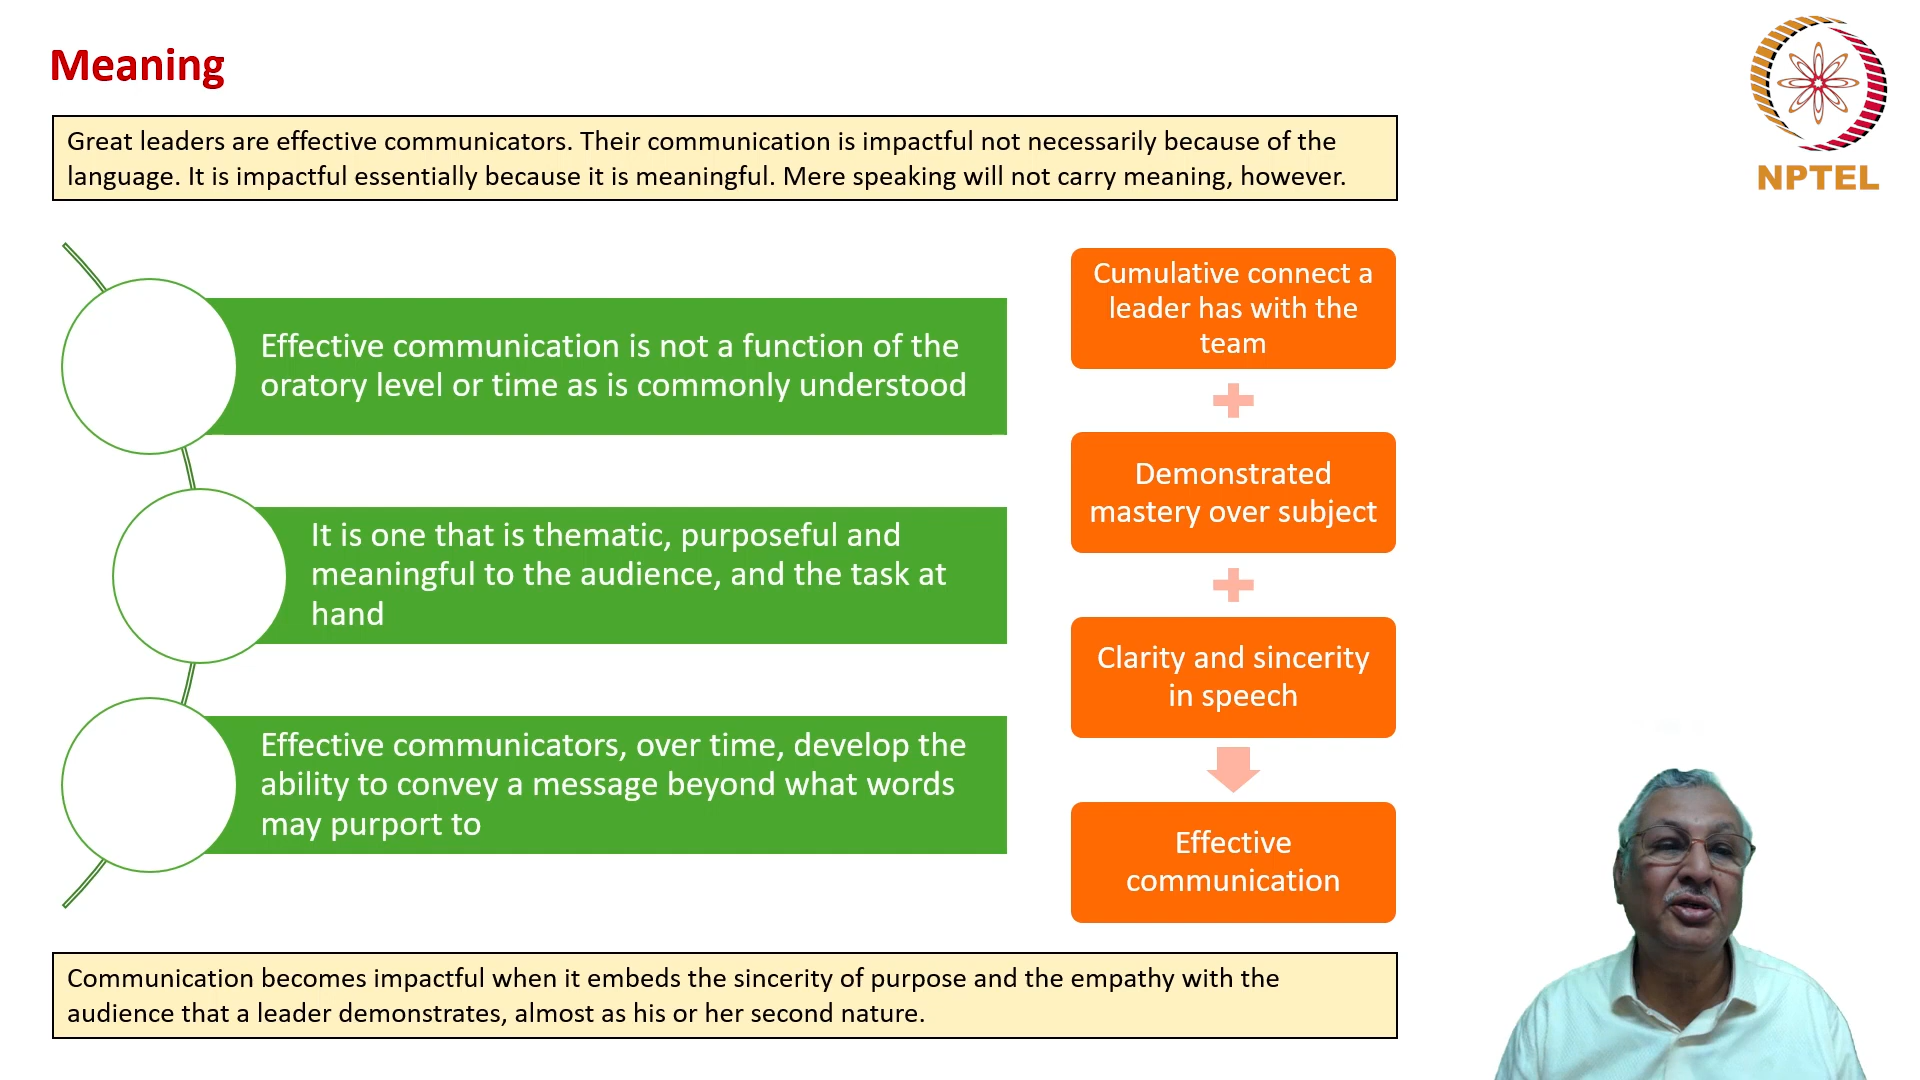 Meaning
Great leaders are effective communicators. Their communication is impactful not necessarily because of the
language. It is impactful essentially because it is meaningful. Mere speaking will not carry meaning, however.
NPTEL
Effective communication is not a function of the
oratory level or time as is commonly understood
It is one that is thematic, purposeful and
meaningful to the audience, and the task at
hand
Effective communicators, over time, develop the
ability to convey a message beyond what words
may purport to
Cumulative connect a
leader has with the
team
Demonstrated
mastery over subject
Clarity and sincerity
in speech
Effective
communication
Communication becomes impactful when it embeds the sincerity of purpose and the empathy with the
audience that a leader demonstrates, almost as his or her second nature.